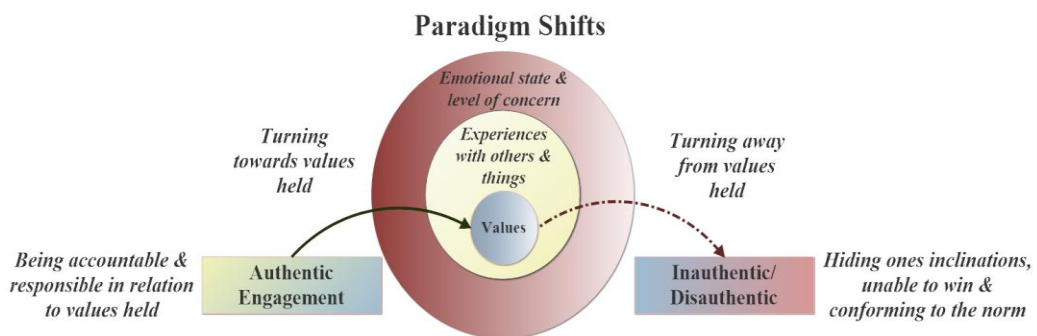 Paradigm Shifts
Emotional state &
level of concern
Experiences
with others &
things
Values
Turning
towards values
held
Turning away
from values
held
Being accountable &
responsible in relation
to values held
Authentic
Engagement
Inauthentic/
Disauthentic
Hiding ones inclinations,
unable to win &
conforming to the norm